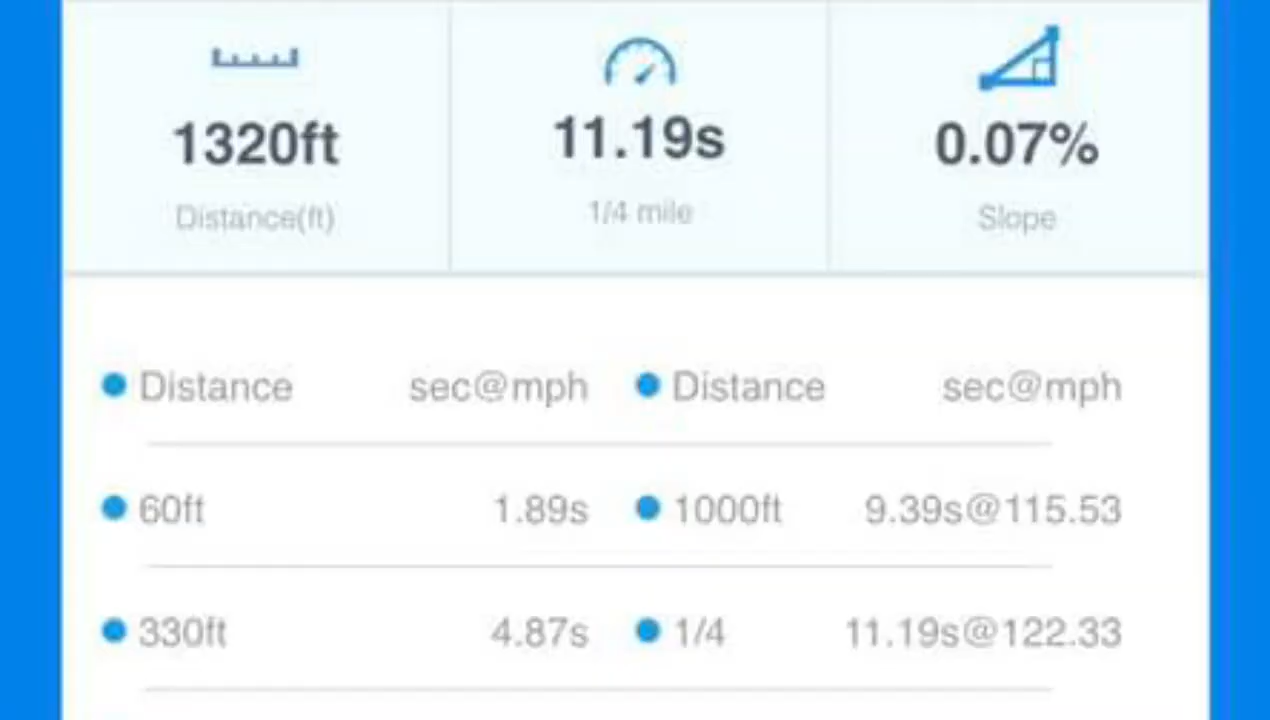 1320ft 11.19s 0.07%
Distance(ft) 1/4 mile Slope
Distance sec@mph Distance sec@mph
60ft 1.89s 1000ft 9.39s@115.53
330ft 4.87s 1/4 11.19s@122.33